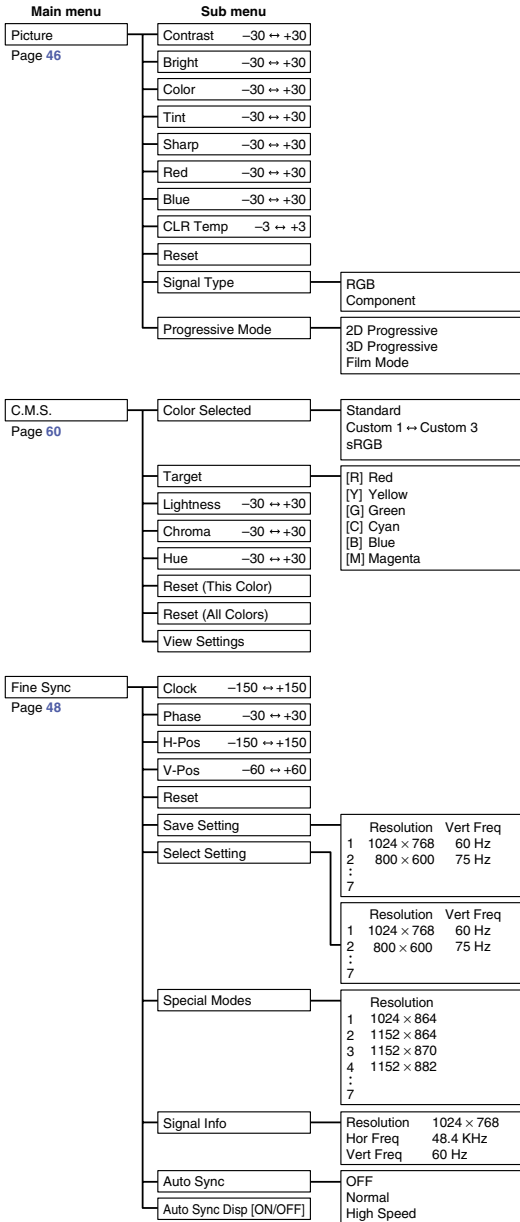 Main menu Sub menu
Picture
Page 46
Contrast –30 ↔ +30
Bright –30 ↔ +30
Color –30 ↔ +30
Tint –30 ↔ +30
Sharp –30 ↔ +30
Red –30 ↔ +30
Blue –30 ↔ +30
CLR Temp –3 ↔ +3
Reset
Signal Type
RGB
Component
Progressive Mode
2D Progressive
3D Progressive
Film Mode
C.M.S.
Page 60
Color Selected
Standard
Custom 1 ↔ Custom 3
sRGB
Target
[R] Red
[Y] Yellow
[G] Green
[C] Cyan
[B] Blue
[M] Magenta
Lightness –30 ↔ +30
Chroma –30 ↔ +30
Hue –30 ↔ +30
Reset (This Color)
Reset (All Colors)
View Settings
Fine Sync
Page 48
Clock –150 ↔ +150
Phase –30 ↔ +30
H-Pos –150 ↔ +150
V-Pos –60 ↔ +60
Reset
Save Setting
Resolution Vert Freq
1 1024 × 768 60 Hz
2 800 × 600 75 Hz
:
7
Select Setting
Resolution Vert Freq
1 1024 × 768 60 Hz
2 800 × 600 75 Hz
:
7
Special Modes
Resolution
1 1024 × 864
2 1152 × 864
3 1152 × 870
4 1152 × 882
:
7
Signal Info
Resolution 1024 × 768
Hor Freq 48.4 KHz
Vert Freq 60 Hz
Auto Sync
OFF
Normal
High Speed
Auto Sync Disp [ON/OFF]